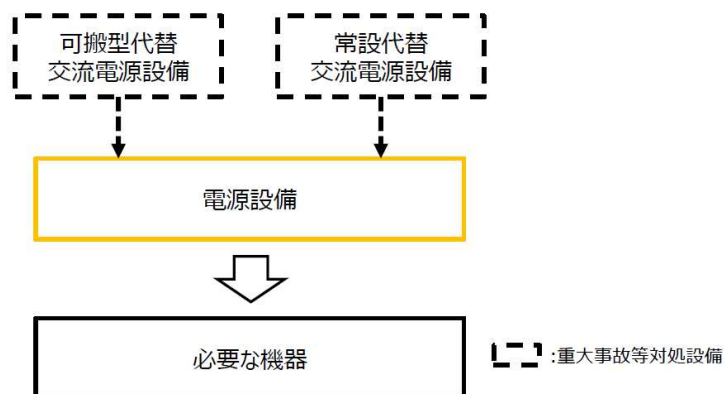 可搬型代替
交流電源設備
常設代替
交流電源設備
電源設備
必要な機器
:重大事故等対処設備